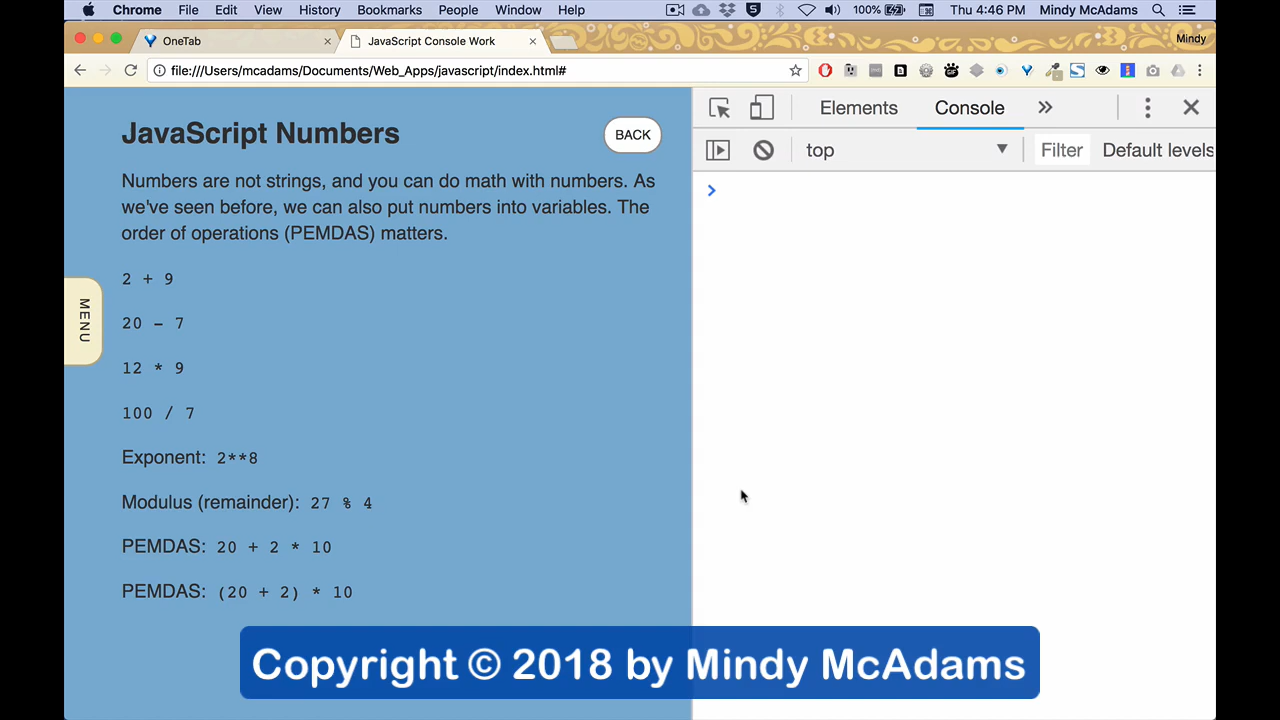 Chrome File Edit View History Bookmarks People Window Help 100% Thu 4:46 PM Mindy McAdams
OneTab × JavaScript Console Work × Mindy
file:///Users/mcadams/Documents/Web_Apps/javascript/index.html#
JavaScript Numbers
BACK
Numbers are not strings, and you can do math with numbers. As
we've seen before, we can also put numbers into variables. The
order of operations (PEMDAS) matters.
2 + 9
20 - 7
12 * 9
100 / 7
Exponent: 2**8
Modulus (remainder): 27 % 4
PEMDAS: 20 + 2 * 10
PEMDAS: (20 + 2) * 10
MENU
Elements Console »
top ▼ Filter Default levels
>
Copyright © 2018 by Mindy McAdams